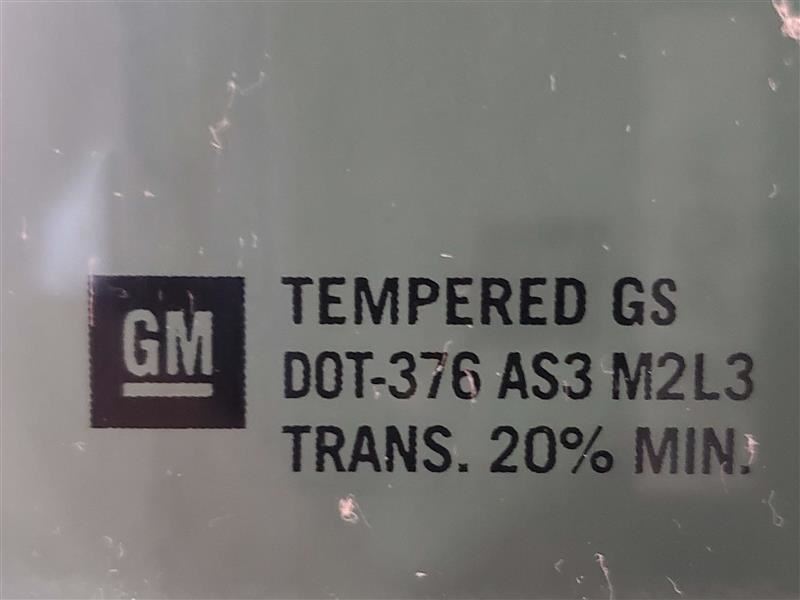 GM
TEMPERED GS
DOT-376 AS3 M2L3
TRANS. 20% MIN.